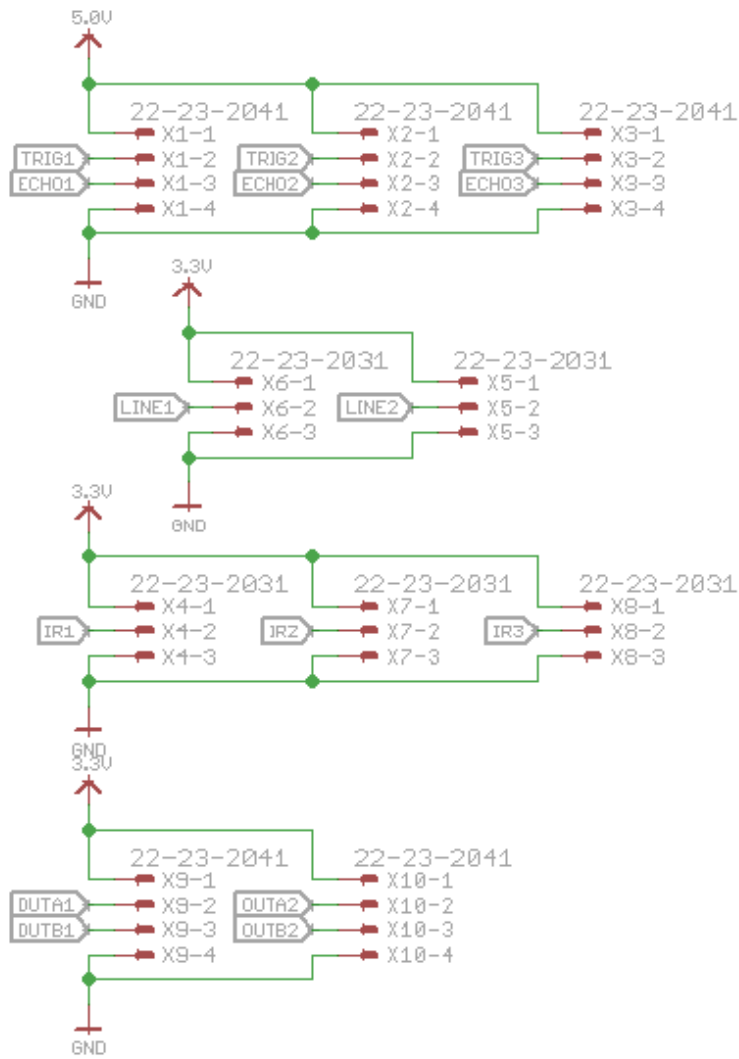 5.0V
22-23-2041 22-23-2041 22-23-2041
X1-1 X2-1 X3-1
TRIG1 X1-2 TRIG2 X2-2 TRIG3 X3-2
ECHO1 X1-3 ECHO2 X2-3 ECHO3 X3-3
X1-4 X2-4 X3-4
GND
3.3V
22-23-2031 22-23-2031
X6-1 X5-1
LINE1 X6-2 LINE2 X5-2
X6-3 X5-3
GND
3.3V
22-23-2031 22-23-2031 22-23-2031
X4-1 X7-1 X8-1
IR1 X4-2 IR2 X7-2 IR3 X8-2
X4-3 X7-3 X8-3
GND
3.3V
22-23-2041 22-23-2041
X9-1 X10-1
OUTA1 X9-2 OUTA2 X10-2
OUTB1 X9-3 OUTB2 X10-3
X9-4 X10-4
GND